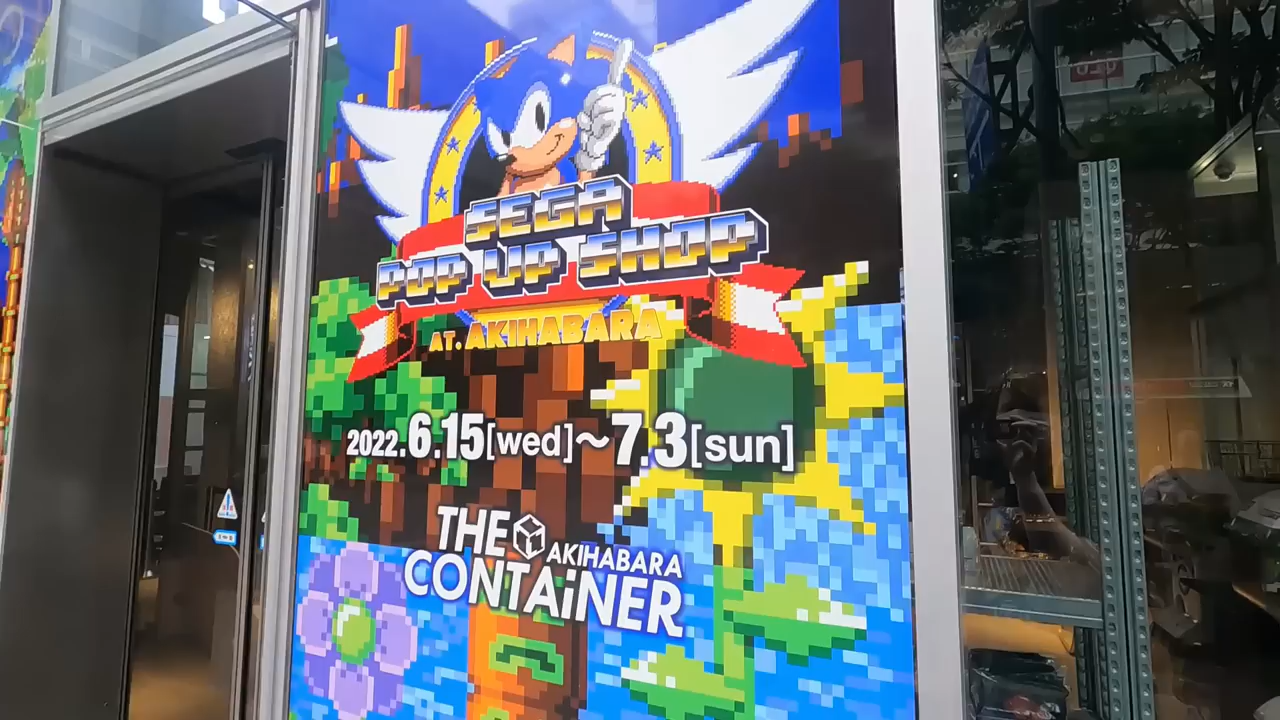 SEGA
POP UP SHOP
AT. AKIHABARA
2022.6.15[wed]~7.3[sun]
THE AKIHABARA
CONTAiNER